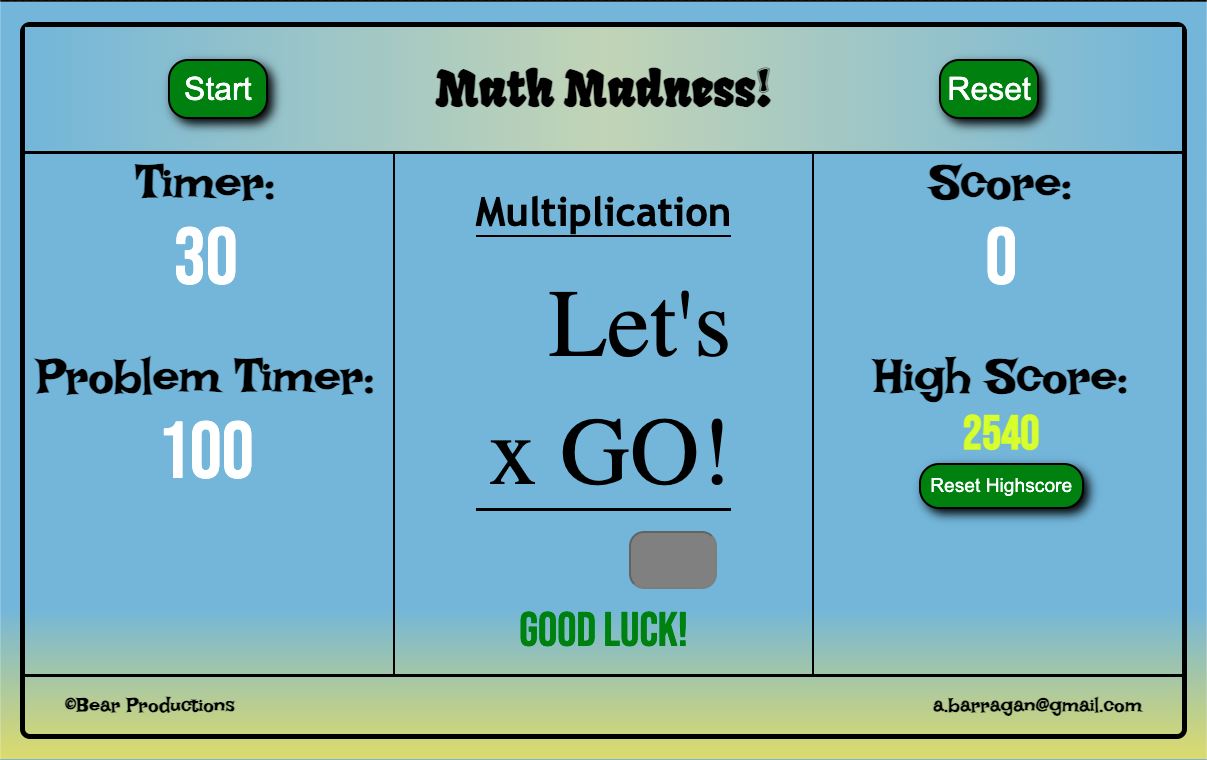 Start
Math Madness!
Reset
Timer:
30
Problem Timer:
100
Multiplication
Let's
x GO!
GOOD LUCK!
Score:
0
High Score:
2540
Reset Highscore
©Bear Productions
a.barragan@gmail.com